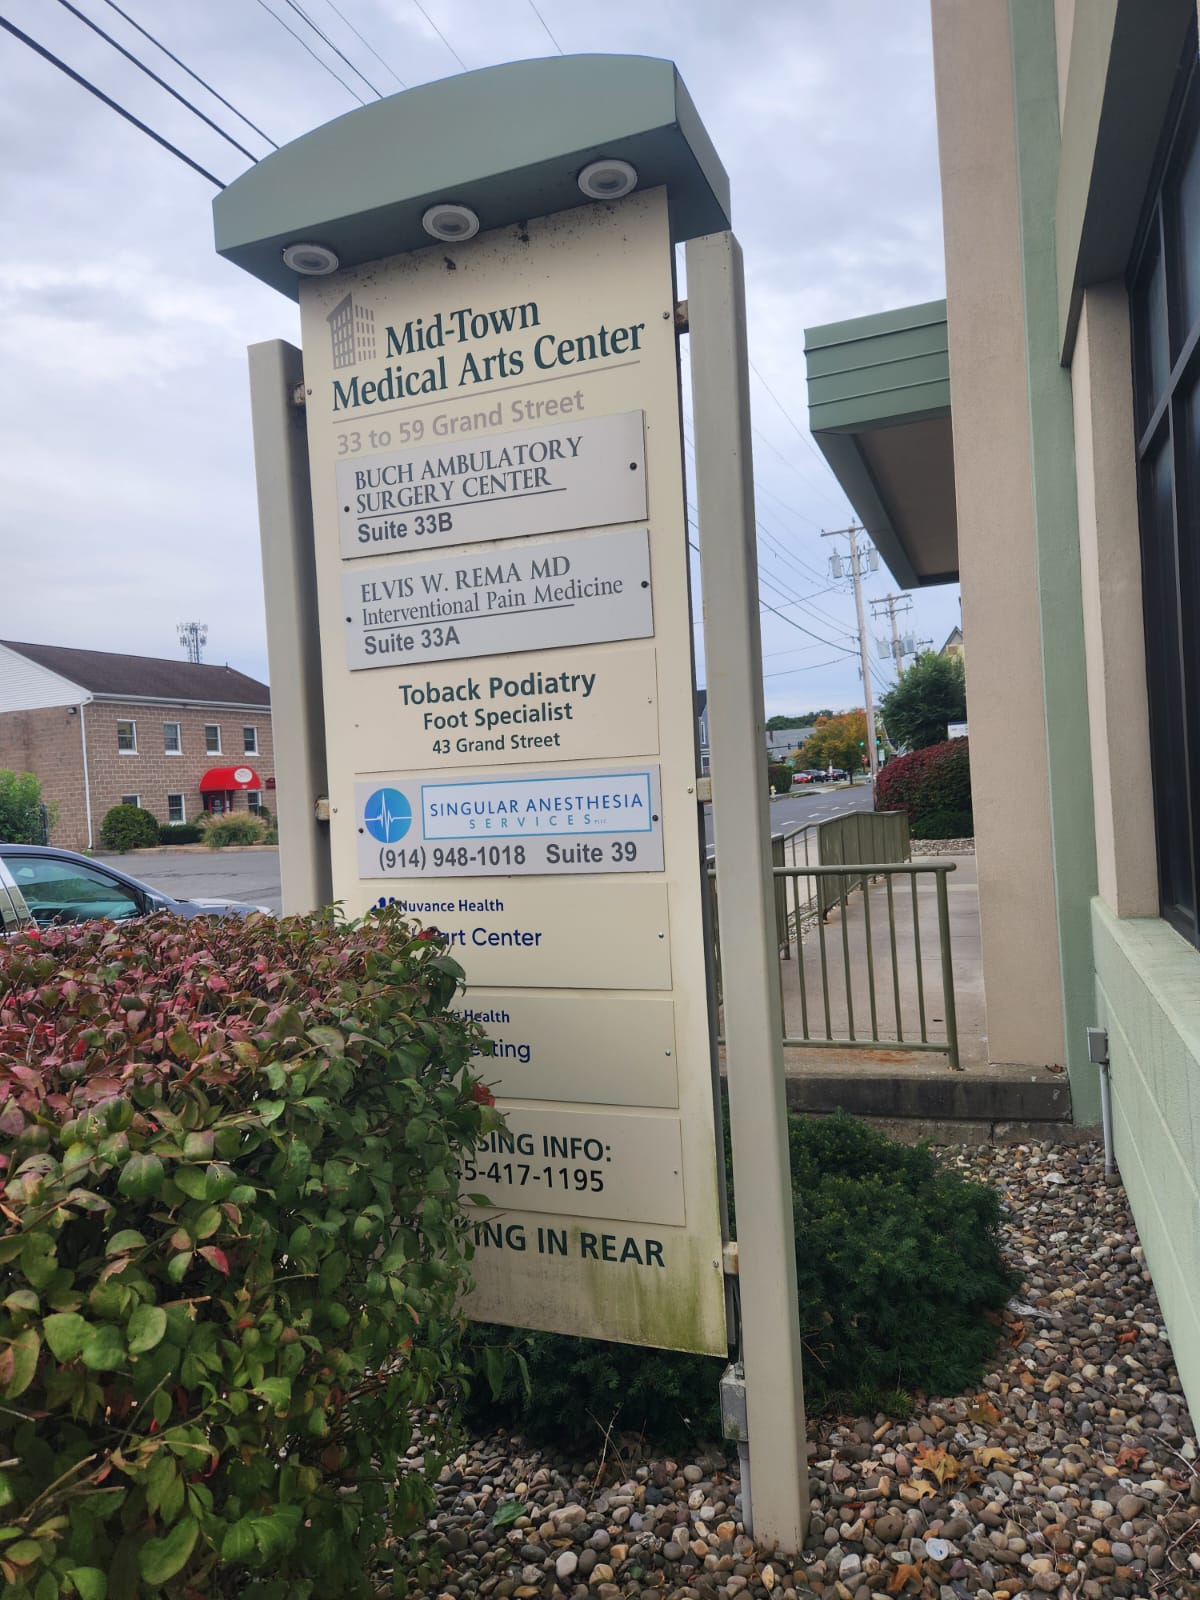 Mid-Town
Medical Arts Center
33 to 59 Grand Street
BUCH AMBULATORY
SURGERY CENTER
Suite 33B
ELVIS W. REMA MD
Interventional Pain Medicine
Suite 33A
Toback Podiatry
Foot Specialist
43 Grand Street
SINGULAR ANESTHESIA
SERVICES PLLC
(914) 948-1018 Suite 39
Nuvance Health
Center
Health
INFO:
IN REAR